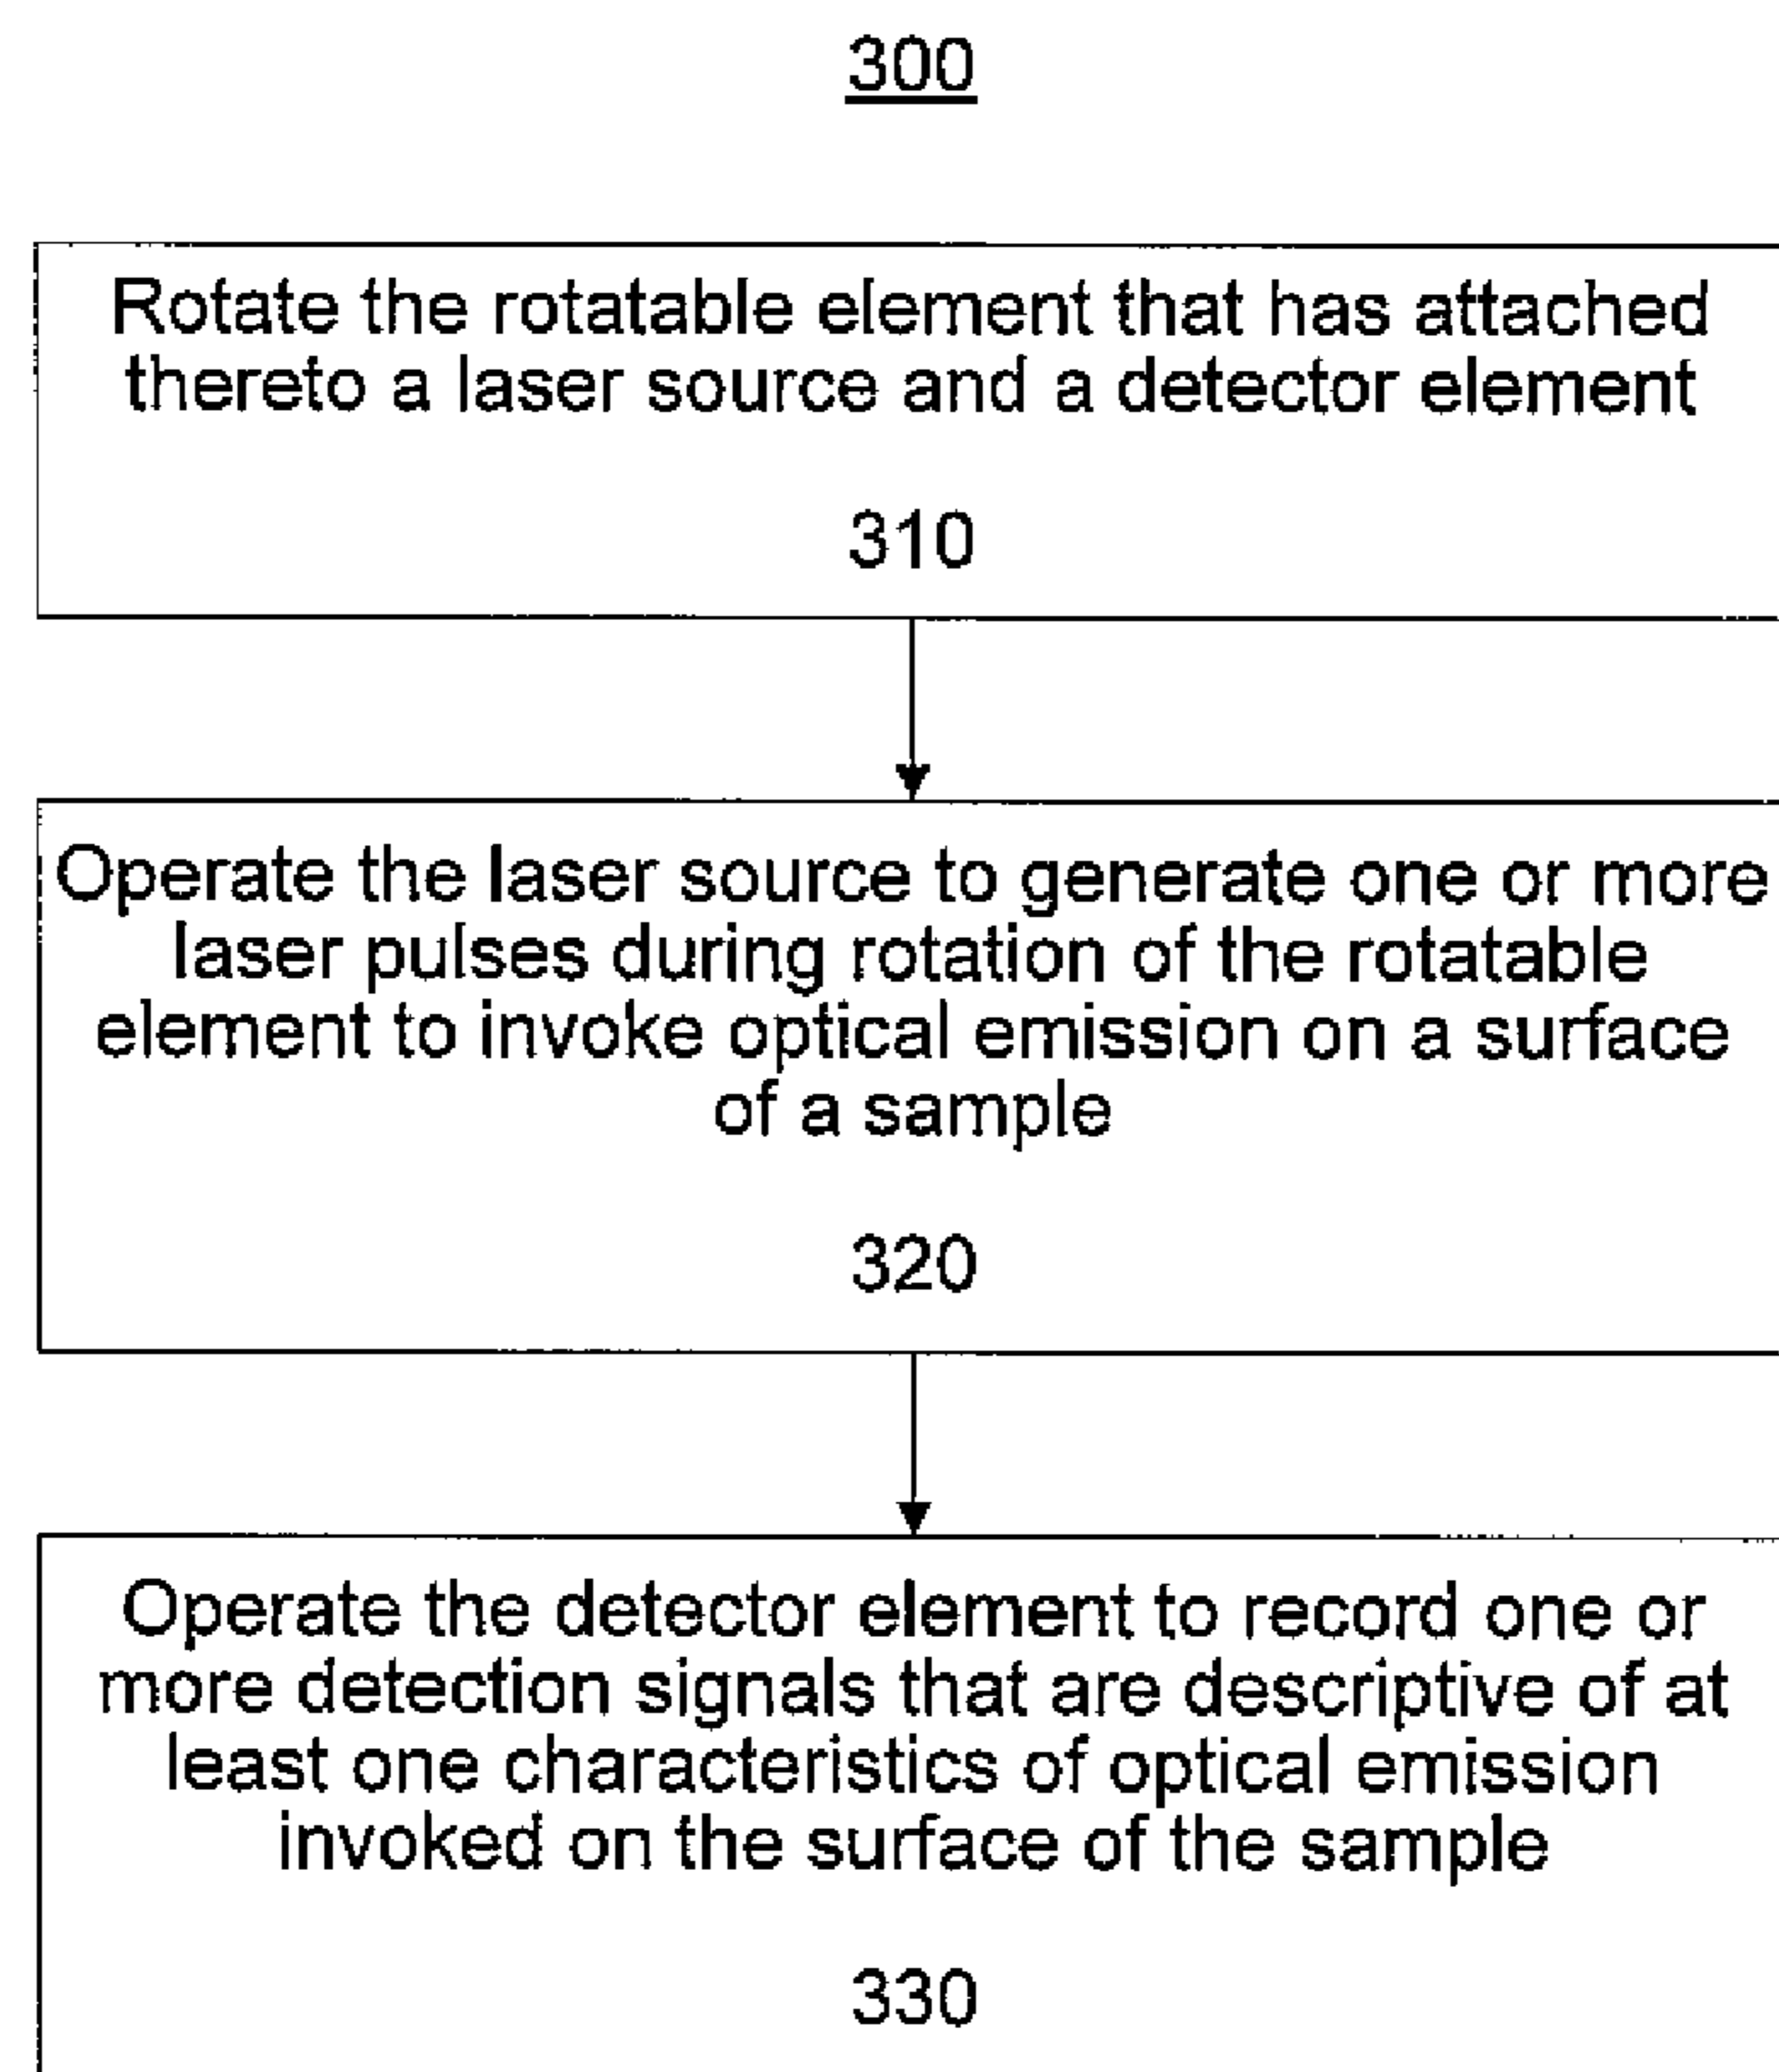 300
Rotate the rotatable element that has attached
thereto a laser source and a detector element
310
Operate the laser source to generate one or more
laser pulses during rotation of the rotatable
element to invoke optical emission on a surface
of a sample
320
Operate the detector element to record one or
more detection signals that are descriptive of at
least one characteristics of optical emission
invoked on the surface of the sample
330